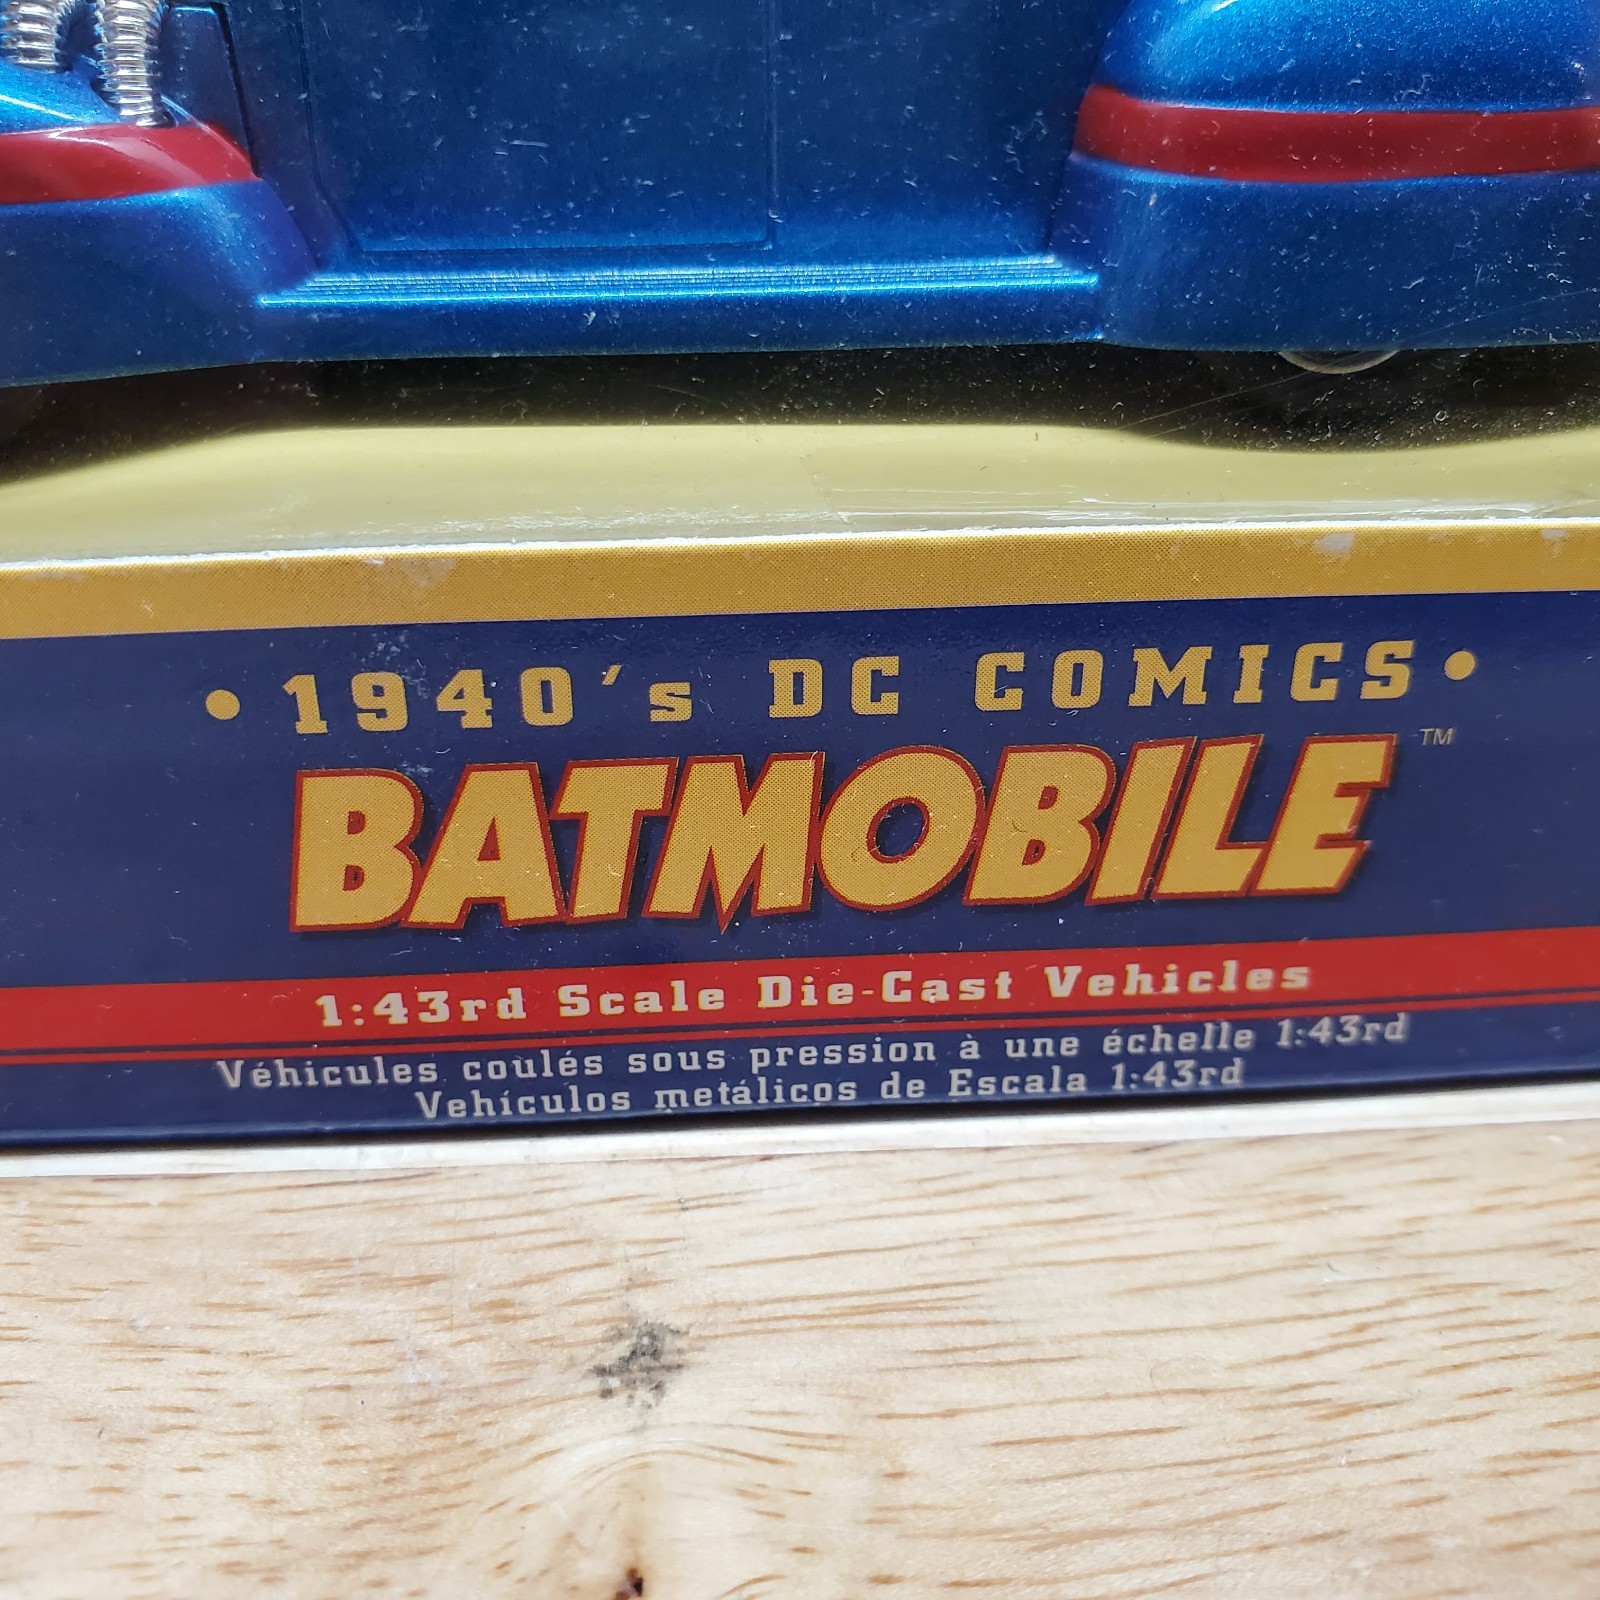 • 1940's DC COMICS •
BATMOBILE™
1:43rd Scale Die-Cast Vehicles
Véhicules coulés sous pression à une échelle 1:43rd
Vehículos metálicos de Escala 1:43rd